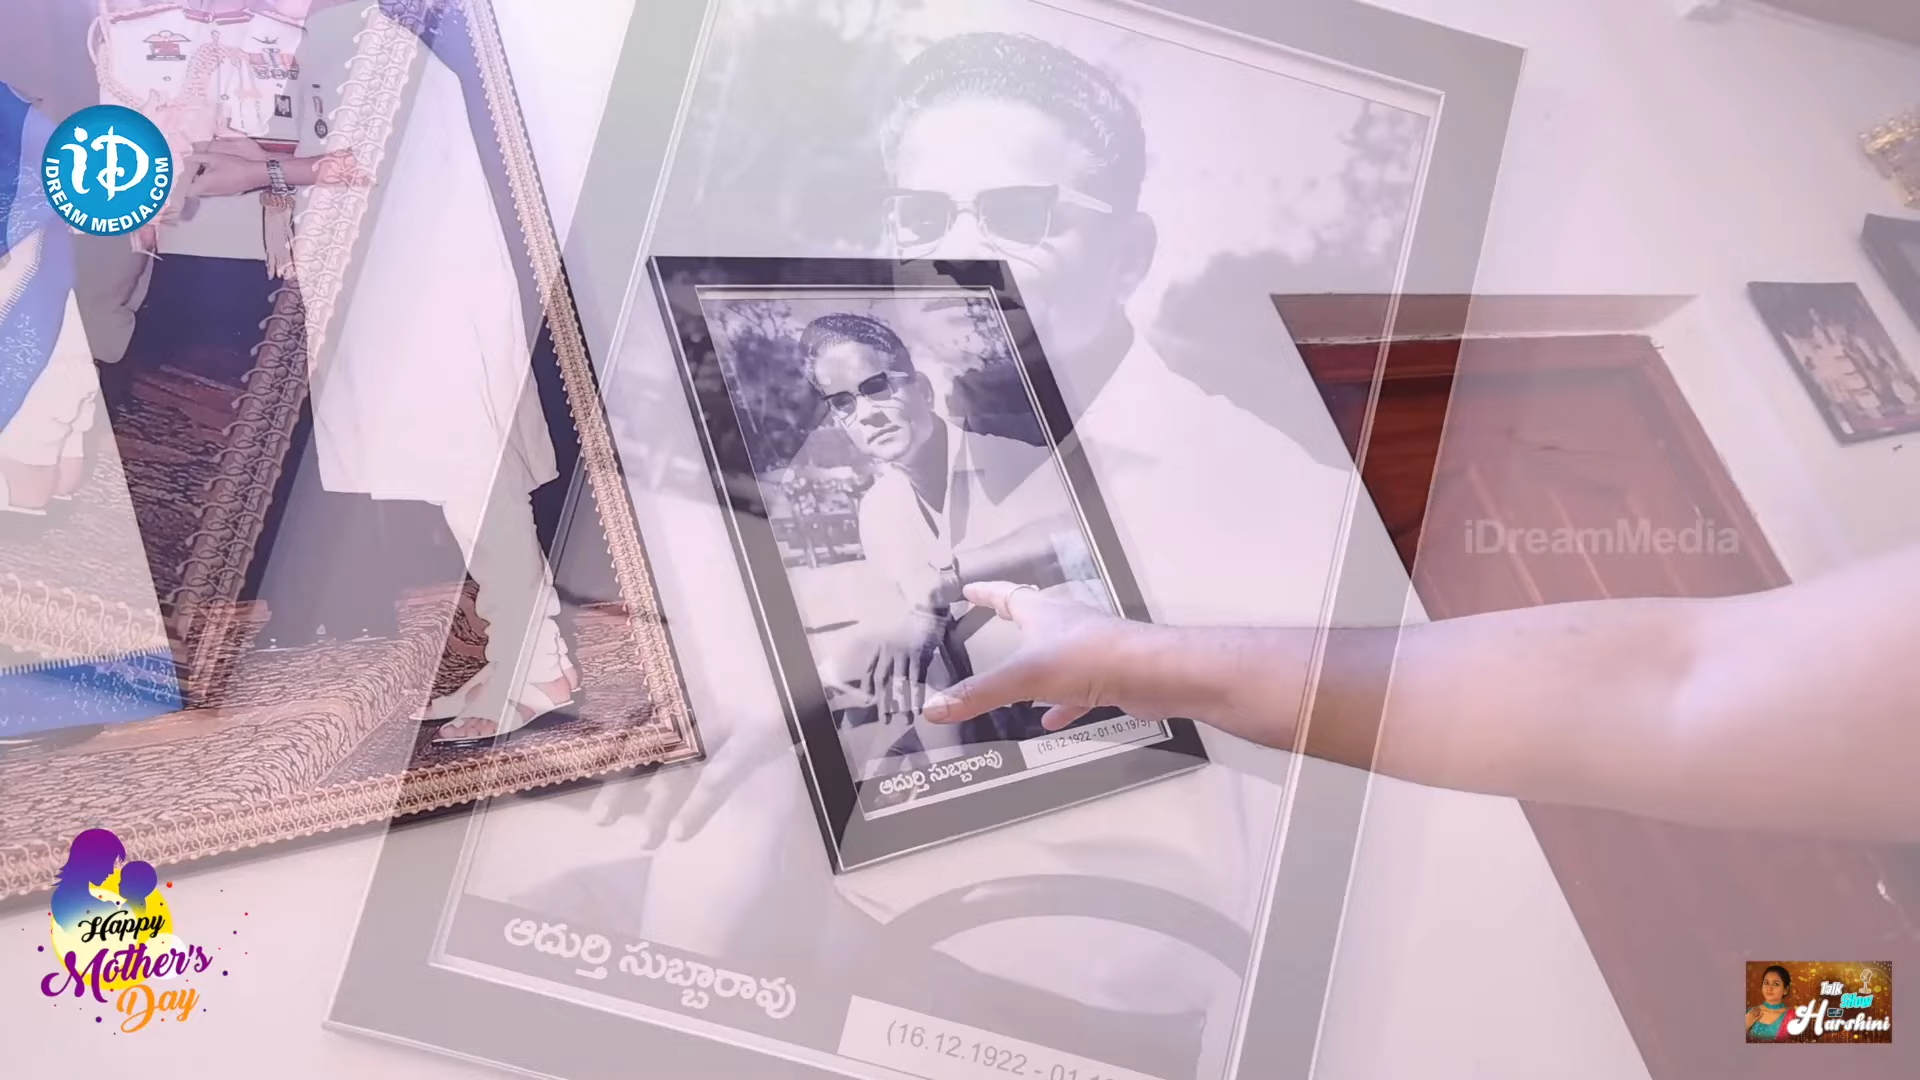 iD
IDREAM MEDIA.COM
ఆదుర్తి సుబ్బారావు
(16.12.1922 - 01.10.1975)
iDreamMedia
ఆదుర్తి సుబ్బారావు
(16.12.1922 - 01.1
Happy
Mother's
Day
Talk
Show
with
Harshini